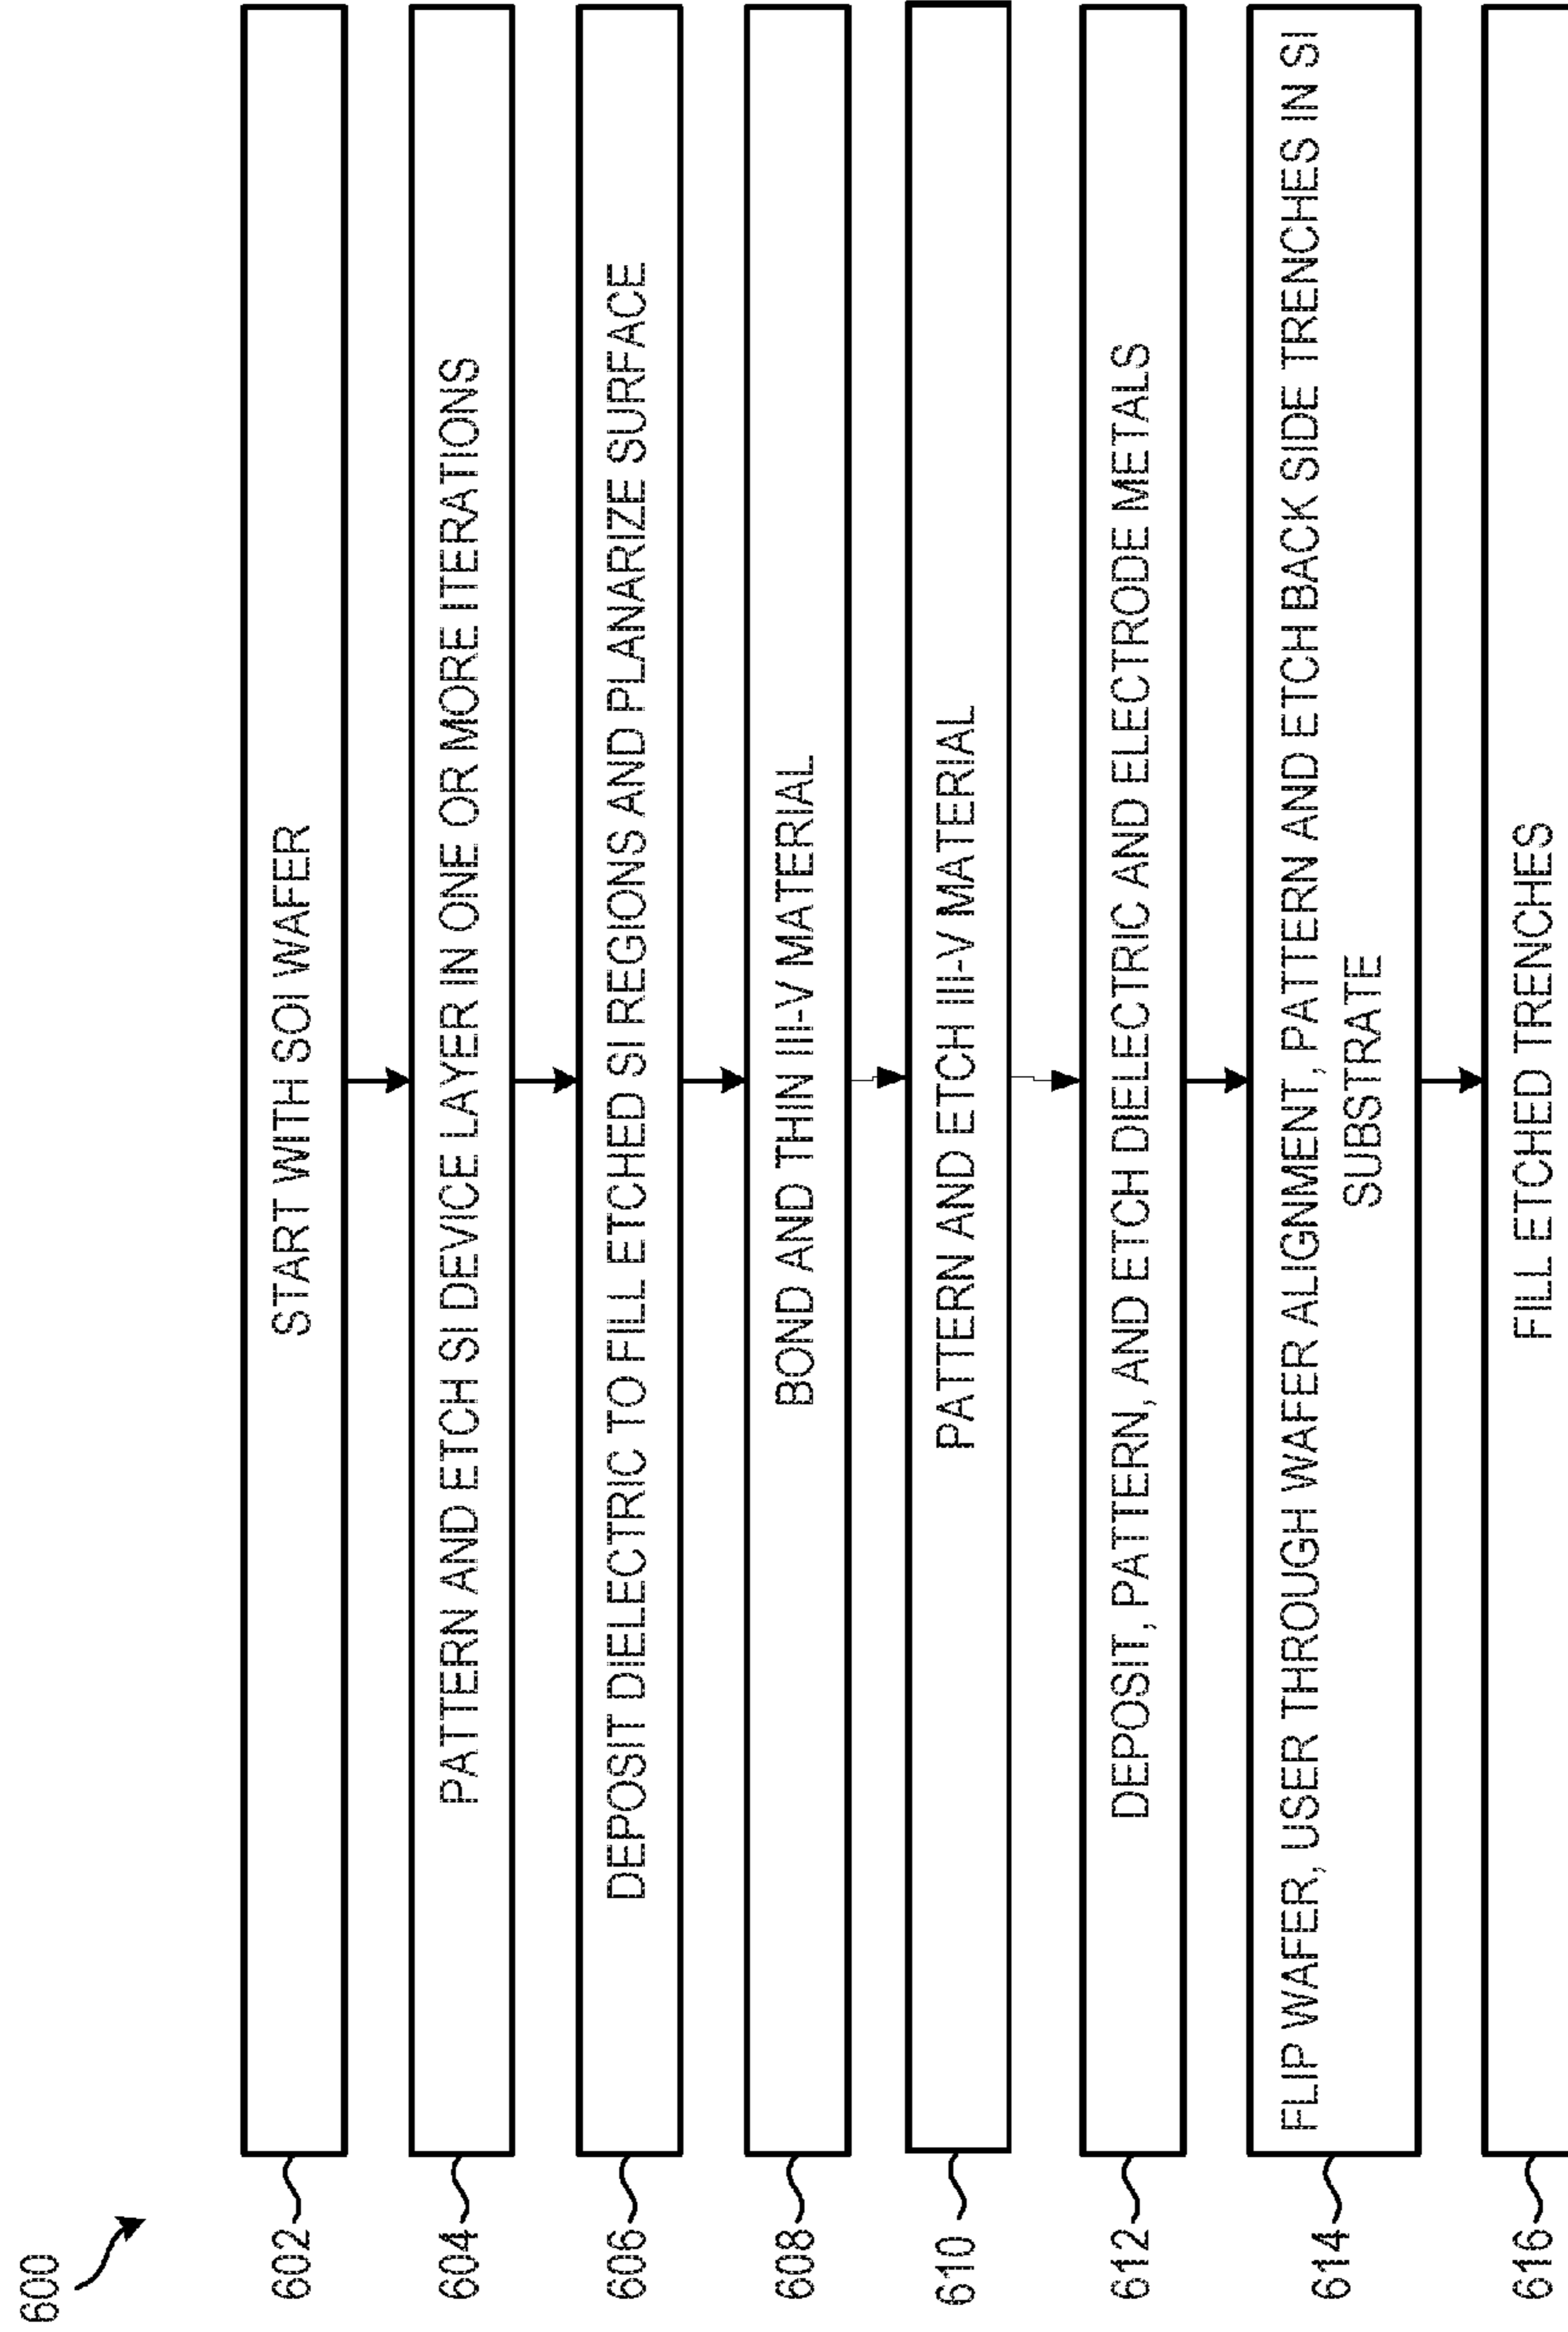 600
602
START WITH SOI WAFER
604
PATTERN AND ETCH SI DEVICE LAYER IN ONE OR MORE ITERATIONS
606
DEPOSIT DIELECTRIC TO FILL ETCHED SI REGIONS AND PLANARIZE SURFACE
608
BOND AND THIN III-V MATERIAL
610
PATTERN AND ETCH III-V MATERIAL
612
DEPOSIT, PATTERN, AND ETCH DIELECTRIC AND ELECTRODE METALS
614
FLIP WAFER, USER THROUGH WAFER ALIGNMENT, PATTERN AND ETCH BACK SIDE TRENCHES IN SI
SUBSTRATE
616
FILL ETCHED TRENCHES